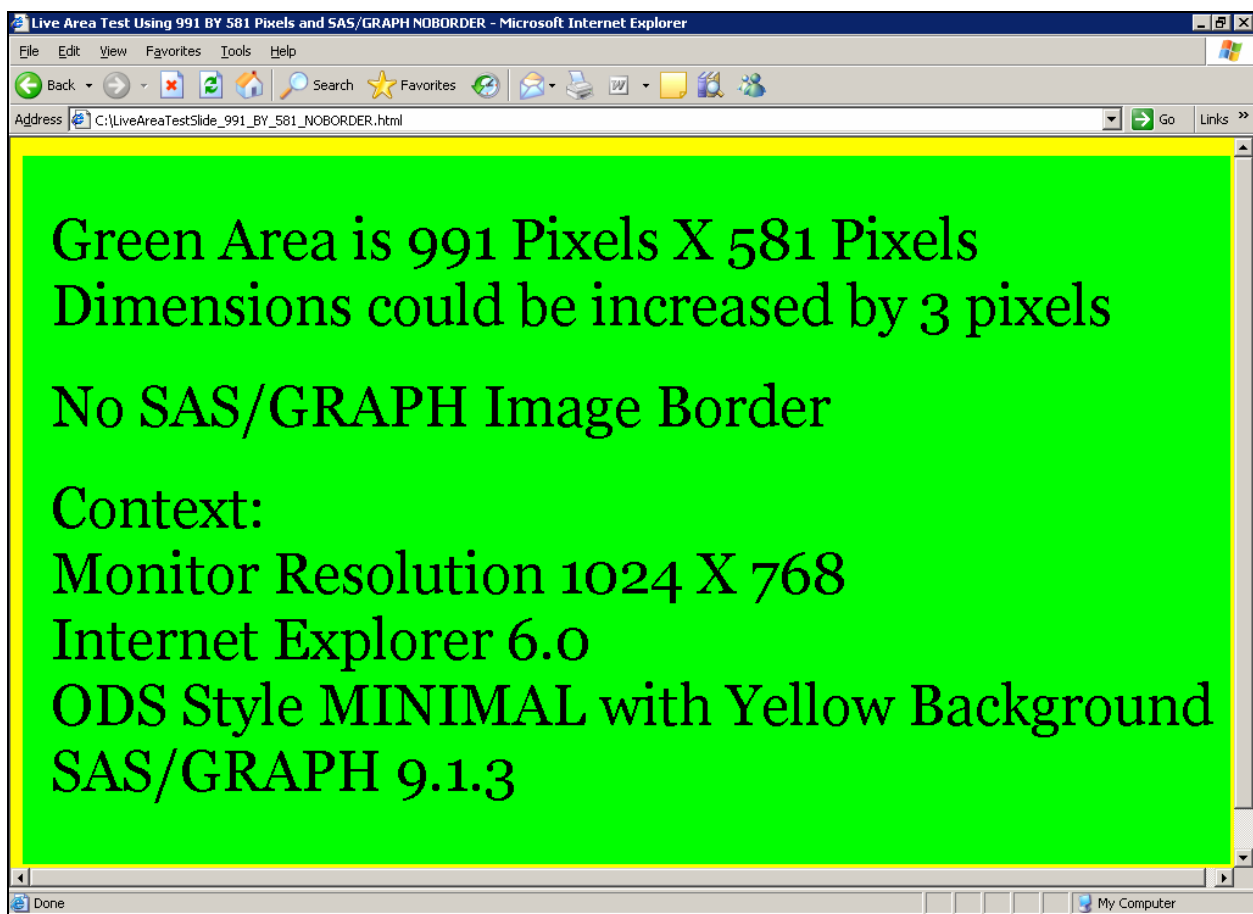 Live Area Test Using 991 BY 581 Pixels and SAS/GRAPH NOBORDER - Microsoft Internet Explorer
File Edit View Favorites Tools Help
Back Search Favorites
Address C:\LiveAreaTestSlide_991_BY_581_NOBORDER.html Go Links »
Green Area is 991 Pixels X 581 Pixels
Dimensions could be increased by 3 pixels
No SAS/GRAPH Image Border
Context:
Monitor Resolution 1024 X 768
Internet Explorer 6.0
ODS Style MINIMAL with Yellow Background
SAS/GRAPH 9.1.3
Done My Computer